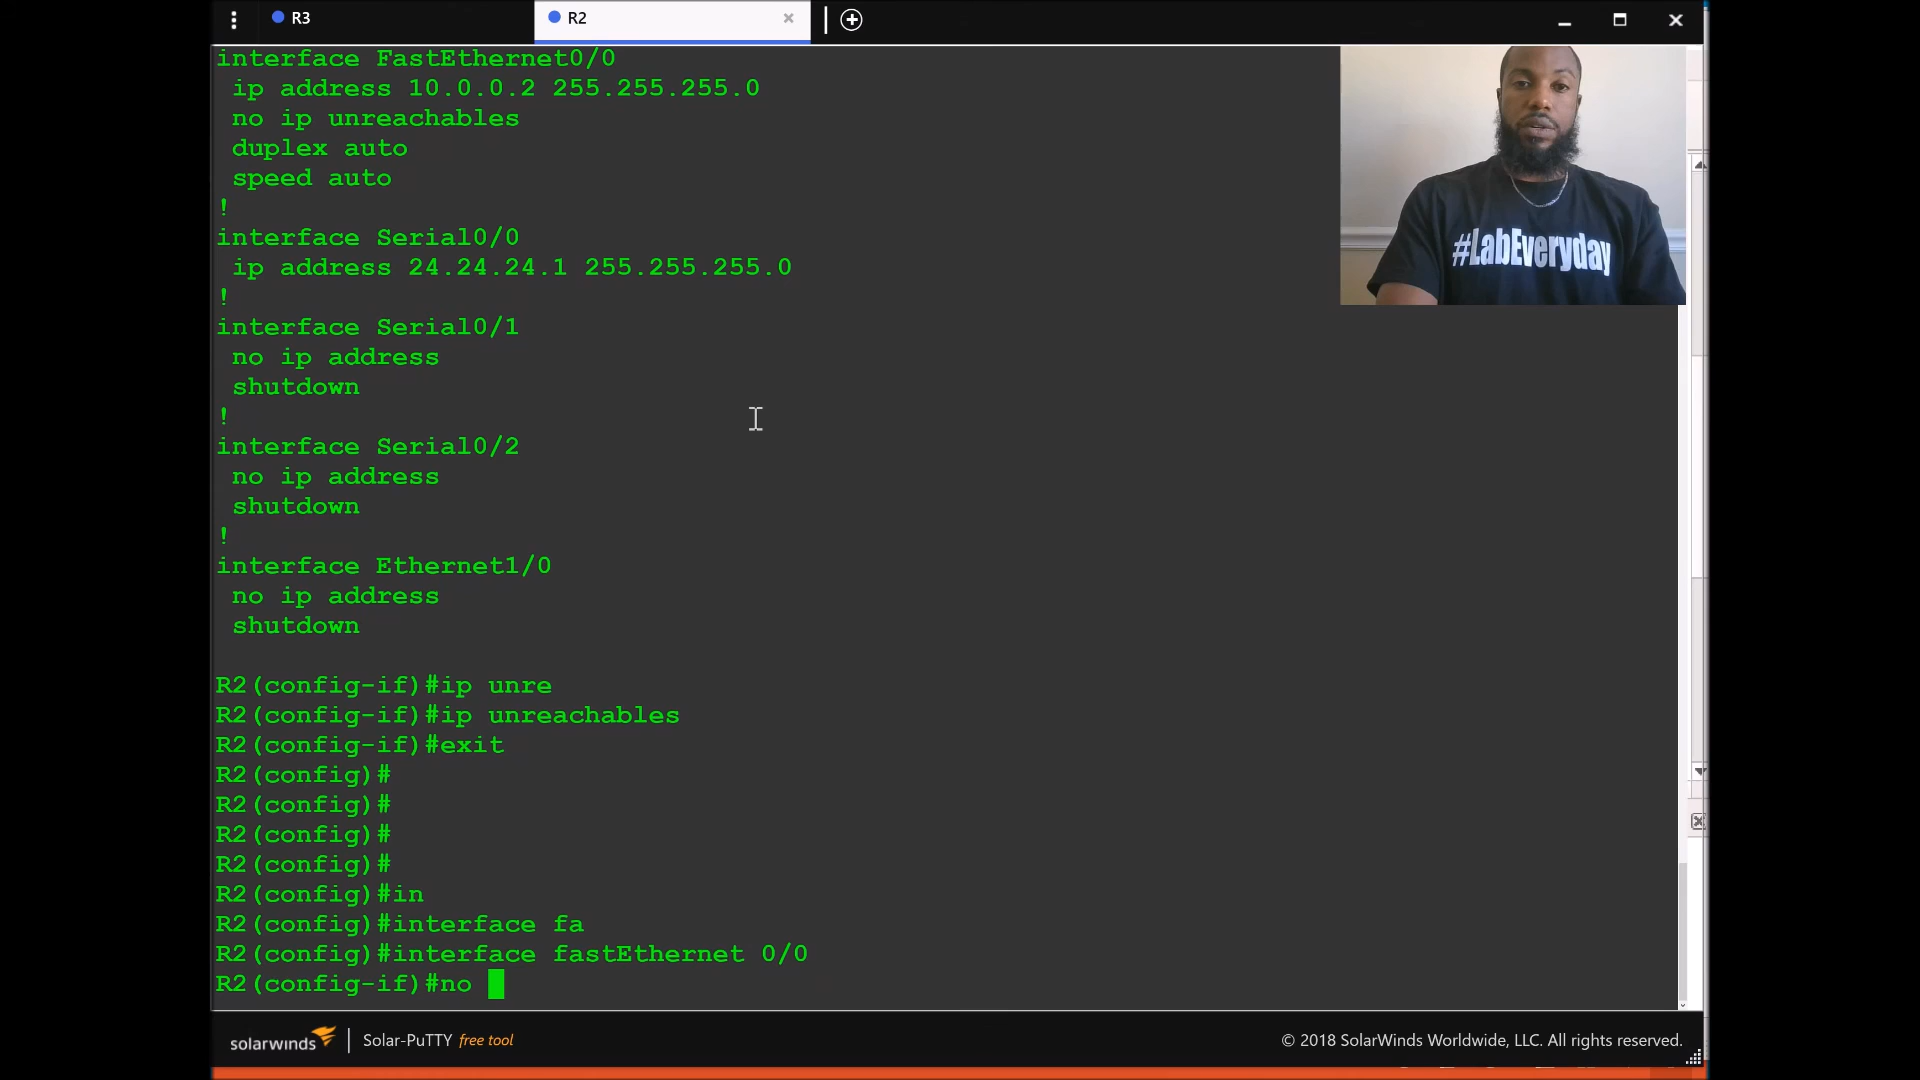 R3
R2
interface FastEthernet0/0
ip address 10.0.0.2 255.255.255.0
no ip unreachables
duplex auto
speed auto
!
interface Serial0/0
ip address 24.24.24.1 255.255.255.0
!
interface Serial0/1
no ip address
shutdown
!
interface Serial0/2
no ip address
shutdown
!
interface Ethernet1/0
no ip address
shutdown
R2(config-if)#ip unre
R2(config-if)#ip unreachables
R2(config-if)#exit
R2(config)#
R2(config)#
R2(config)#
R2(config)#
R2(config)#in
R2(config)#interface fa
R2(config)#interface fastEthernet 0/0
R2(config-if)#no
#LabEveryday
solarwinds
Solar-PuTTY free tool
© 2018 SolarWinds Worldwide, LLC. All rights reserved.